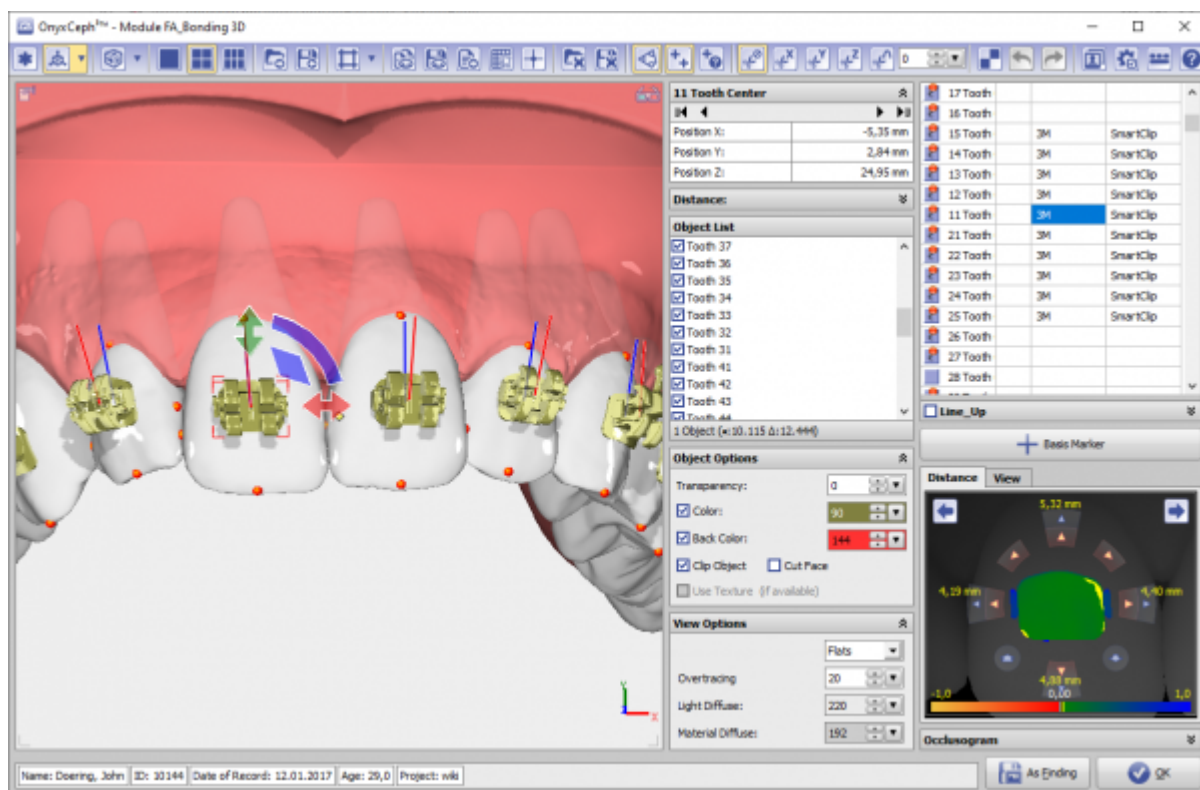 OnyxCeph³ᵀᴹ - Module FA_Bonding 3D
0
11 Tooth Center
Position X: -5,35 mm
Position Y: 2,84 mm
Position Z: 24,95 mm
Distance:
Object List
Tooth 37
Tooth 36
Tooth 35
Tooth 34
Tooth 33
Tooth 32
Tooth 31
Tooth 41
Tooth 42
Tooth 43
Tooth 44
1 Object (•:10.115 Δ:12.444)
Object Options
Transparency: 0
Color: 90
Back Color: 144
Clip Object Cut Face
Use Texture (if available)
View Options
Flats
Overtracing 20
Light Diffuse: 220
Material Diffuse: 192
17 Tooth
16 Tooth
15 Tooth 3M SmartClip
14 Tooth 3M SmartClip
13 Tooth 3M SmartClip
12 Tooth 3M SmartClip
11 Tooth 3M SmartClip
21 Tooth 3M SmartClip
22 Tooth 3M SmartClip
23 Tooth 3M SmartClip
24 Tooth 3M SmartClip
25 Tooth 3M SmartClip
26 Tooth
27 Tooth
28 Tooth
Line_Up
Basis Marker
Distance View
5,32 mm
4,19 mm 4,40 mm
4,88 mm
-1,0 0,00 1,0
Occlusogram
Name: Doering, John ID: 10144 Date of Record: 12.01.2017 Age: 29,0 Project: wiki
As Finding OK